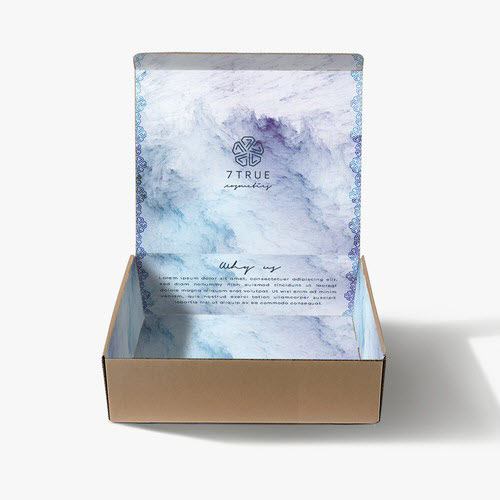 7TRUE
cosmetics
Why us
Lorem ipsum dolor sit amet, consectetuer adipiscing elit,
sed diam nonummy nibh euismod tincidunt ut laoreet
dolore magna aliquam erat volutpat. Ut wisi enim ad minim
veniam, quis nostrud exerci tation ullamcorper suscipit
lobortis nisl ut aliquip ex ea commodo consequat.